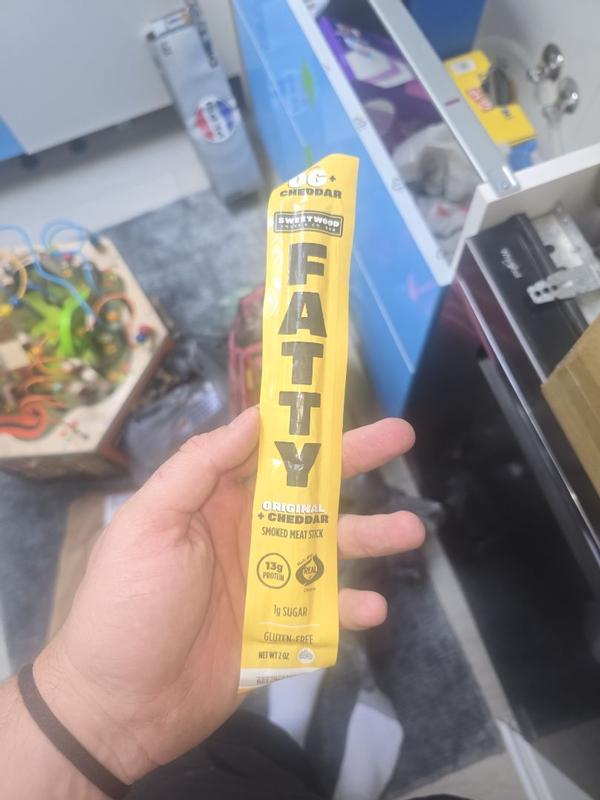 OG+
CHEDDAR
SWEETWOOD
FATTY
ORIGINAL
+ CHEDDAR
SMOKED MEAT STICK
13g
PROTEIN
REAL
1g SUGAR
GLUTEN-FREE
NET WT 2 OZ